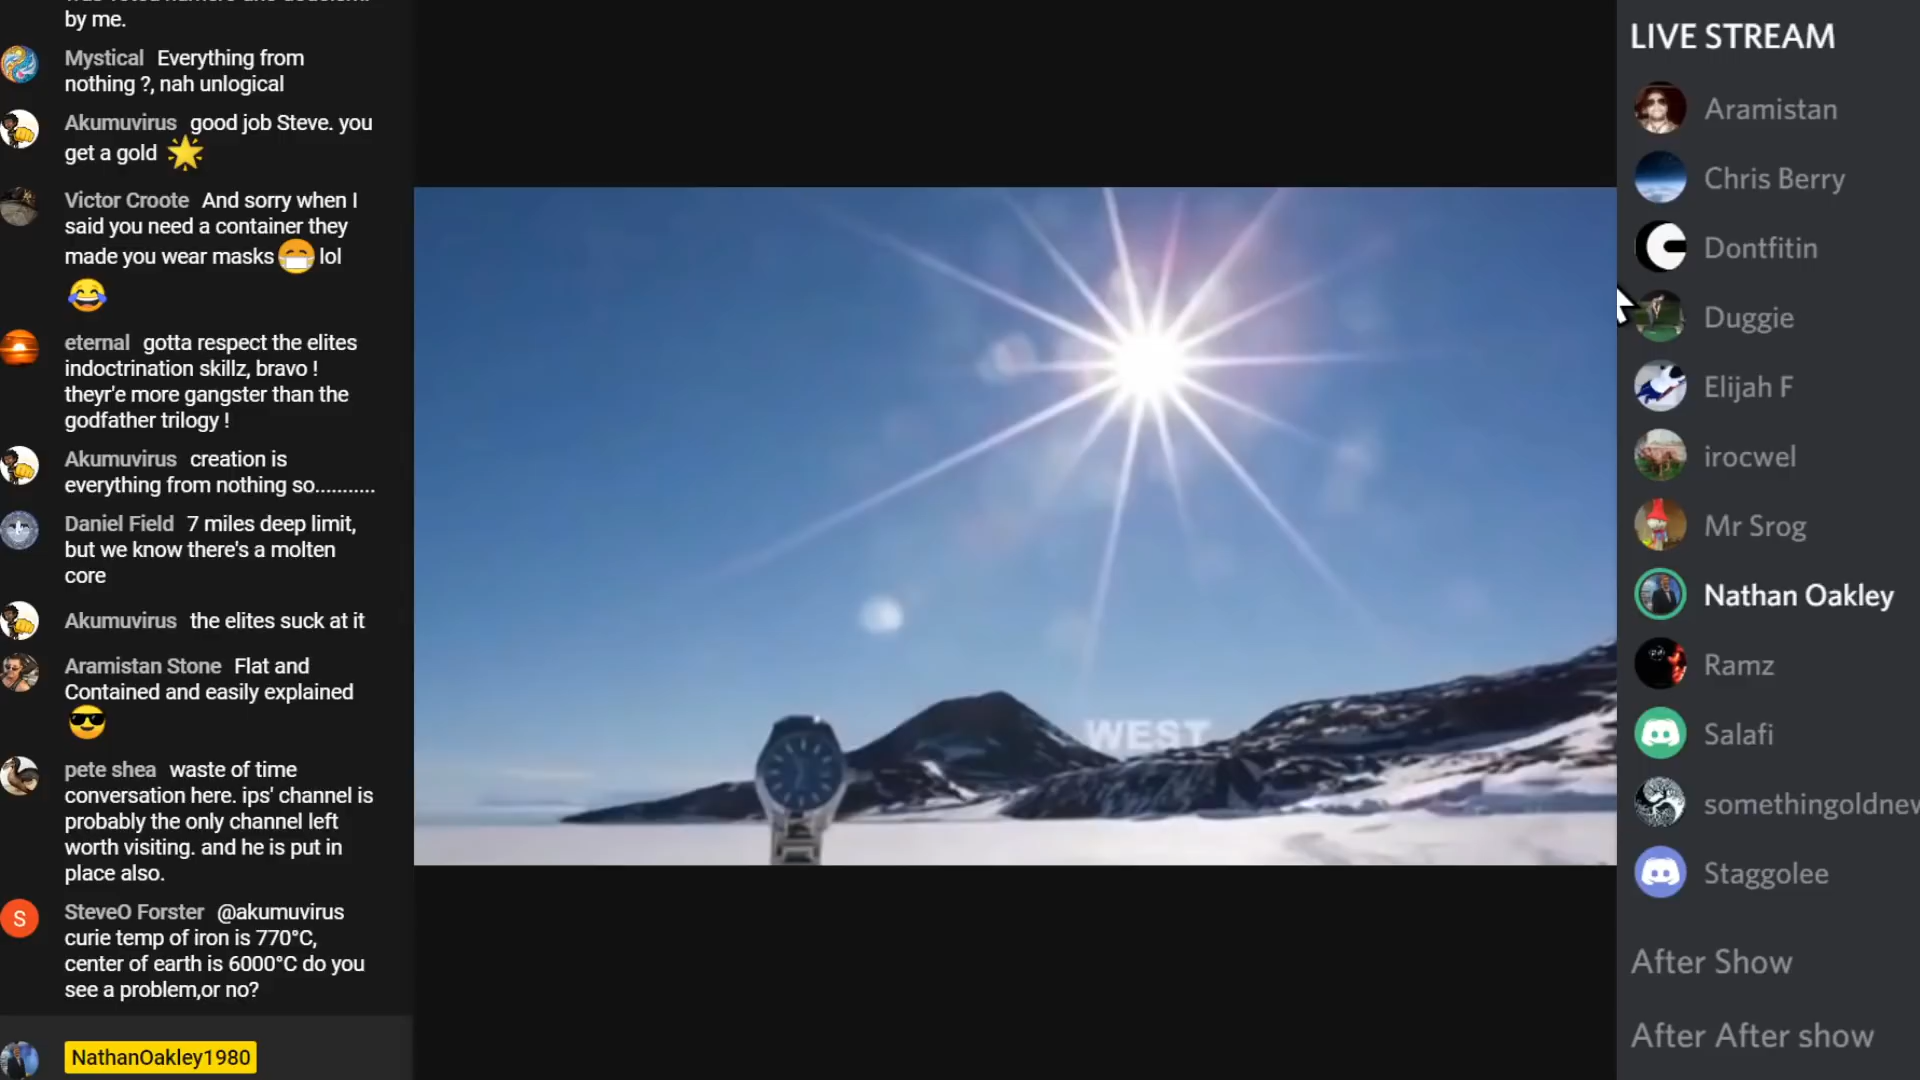 by me.
Mystical Everything from
nothing ?, nah unlogical
Akumuvirus good job Steve. you
get a gold
Victor Croote And sorry when I
said you need a container they
made you wear masks lol
eternal gotta respect the elites
indoctrination skillz, bravo !
theyr'e more gangster than the
godfather trilogy !
Akumuvirus creation is
everything from nothing so...........
Daniel Field 7 miles deep limit,
but we know there's a molten
core
Akumuvirus the elites suck at it
Aramistan Stone Flat and
Contained and easily explained
pete shea waste of time
conversation here. ips' channel is
probably the only channel left
worth visiting. and he is put in
place also.
S
SteveO Forster @akumuvirus
curie temp of iron is 770°C,
center of earth is 6000°C do you
see a problem,or no?
NathanOakley1980
WEST
LIVE STREAM
Aramistan
Chris Berry
Dontfitin
Duggie
Elijah F
irocwel
Mr Srog
Nathan Oakley
Ramz
Salafi
somethingoldnew
Staggolee
After Show
After After show